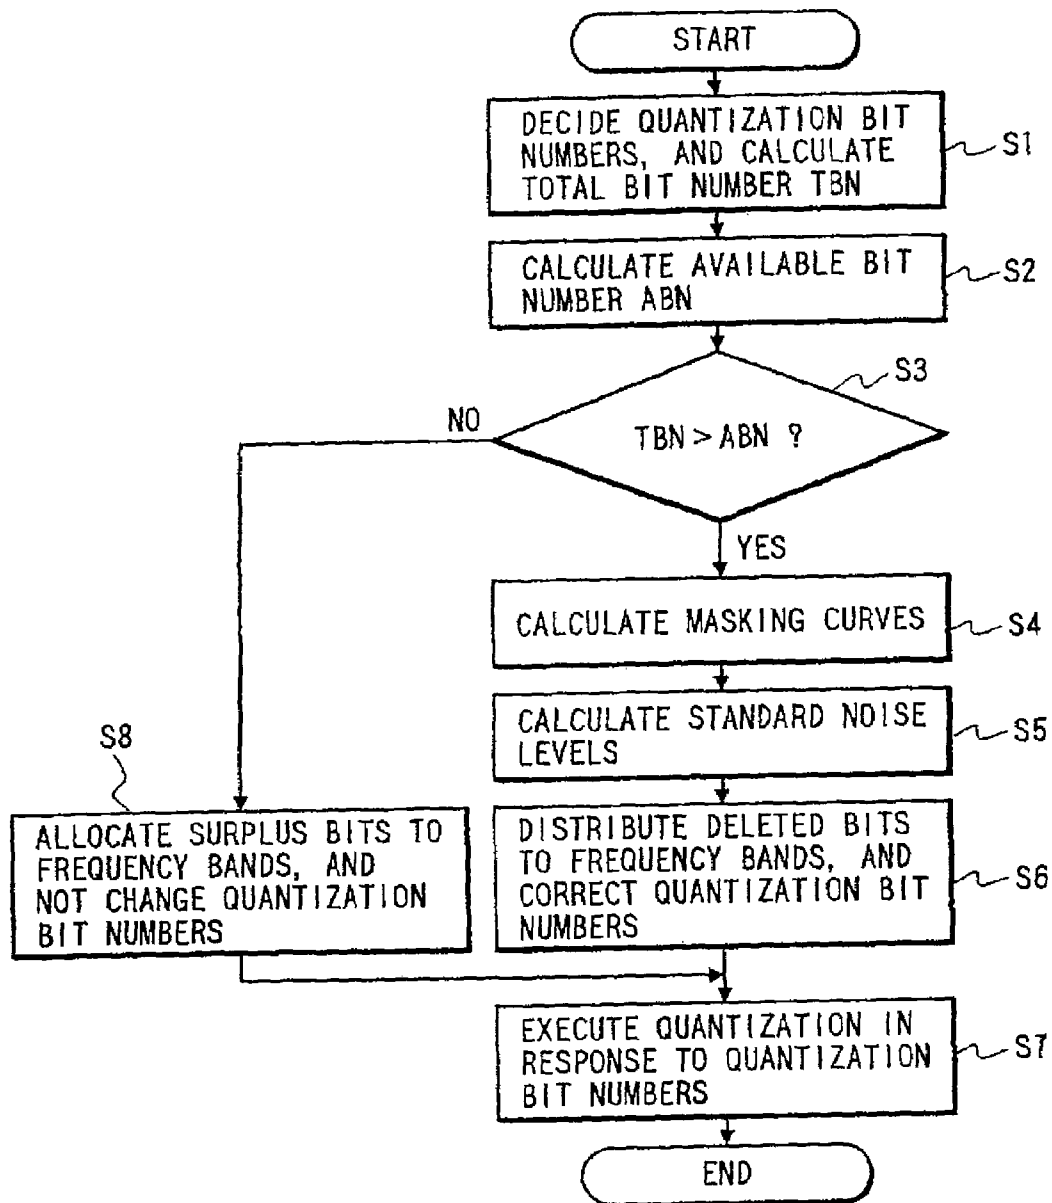 START
DECIDE QUANTIZATION BIT
NUMBERS, AND CALCULATE
TOTAL BIT NUMBER TBN
S1
CALCULATE AVAILABLE BIT
NUMBER ABN
S2
S3
TBN > ABN ?
NO
YES
CALCULATE MASKING CURVES
S4
CALCULATE STANDARD NOISE
LEVELS
S5
S8
ALLOCATE SURPLUS BITS TO
FREQUENCY BANDS, AND
NOT CHANGE QUANTIZATION
BIT NUMBERS
DISTRIBUTE DELETED BITS
TO FREQUENCY BANDS, AND
CORRECT QUANTIZATION BIT
NUMBERS
S6
EXECUTE QUANTIZATION IN
RESPONSE TO QUANTIZATION
BIT NUMBERS
S7
END